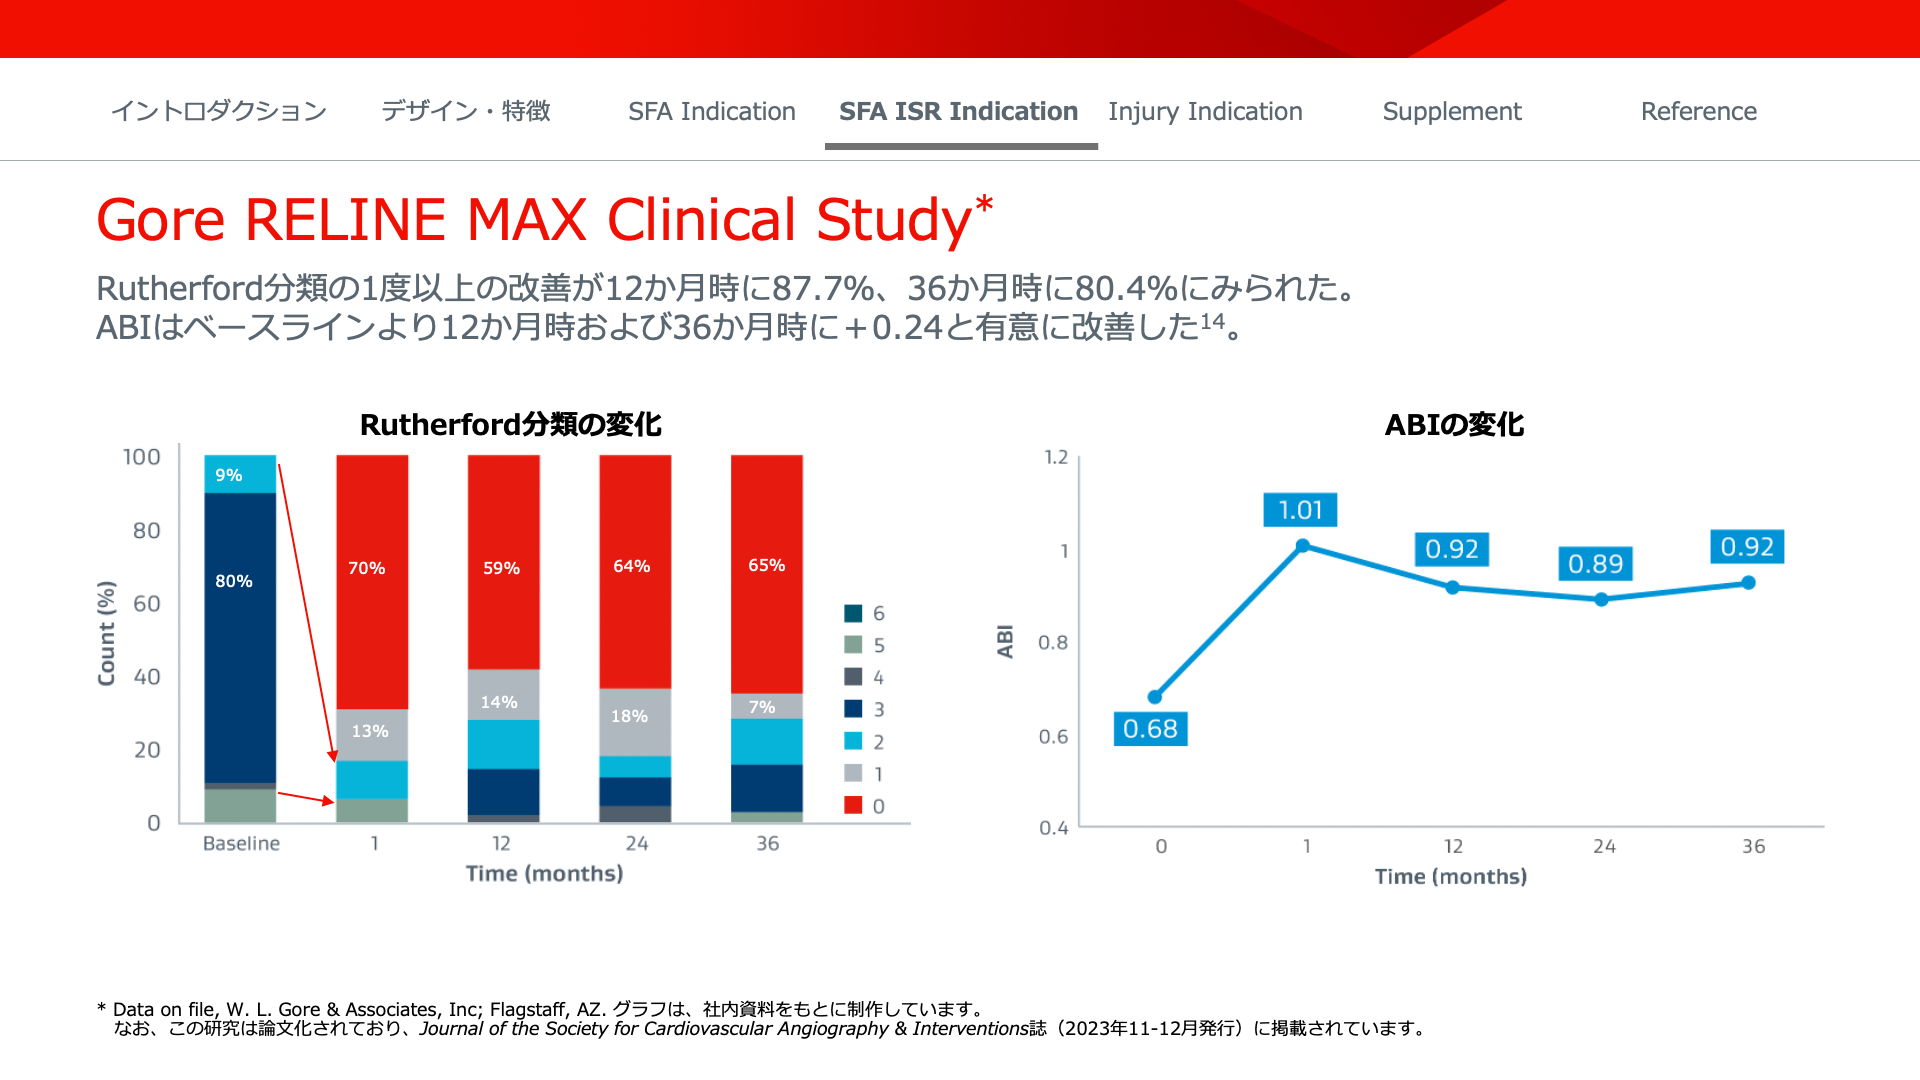 イントロダクション デザイン・特徴 SFA Indication SFA ISR Indication Injury Indication Supplement Reference
Gore RELINE MAX Clinical Study*
Rutherford分類の1度以上の改善が12か月時に87.7%、36か月時に80.4%にみられた。
ABIはベースラインより12か月時および36か月時に＋0.24と有意に改善した14。
Rutherford分類の変化
100
80
60
40
20
0
Count (%)
9%
80%
70%
13%
59%
14%
64%
18%
65%
7%
6
5
4
3
2
1
0
Baseline 1 12 24 36
Time (months)
ABIの変化
1.2
1
0.8
0.6
0.4
ABI
0.68
1.01
0.92
0.89
0.92
0 1 12 24 36
Time (months)
* Data on file, W. L. Gore & Associates, Inc; Flagstaff, AZ. グラフは、社内資料をもとに制作しています。
なお、この研究は論文化されており、Journal of the Society for Cardiovascular Angiography & Interventions誌（2023年11-12月発行）に掲載されています。